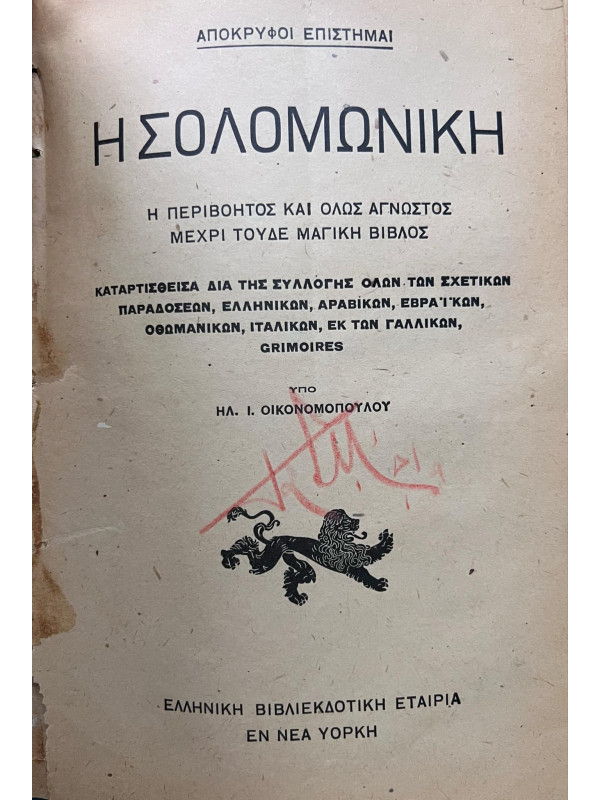 ΑΠΟΚΡΥΦΟΙ ΕΠΙΣΤΗΜΑΙ
Η ΣΟΛΟΜΩΝΙΚΗ
Η ΠΕΡΙΒΟΗΤΟΣ ΚΑΙ ΟΛΩΣ ΑΓΝΩΣΤΟΣ
ΜΕΧΡΙ ΤΟΥΔΕ ΜΑΓΙΚΗ ΒΙΒΛΟΣ
ΚΑΤΑΡΤΙΣΘΕΙΣΑ ΔΙΑ ΤΗΣ ΣΥΛΛΟΓΗΣ ΟΛΩΝ ΤΩΝ ΣΧΕΤΙΚΩΝ
ΠΑΡΑΔΟΣΕΩΝ, ΕΛΛΗΝΙΚΩΝ, ΑΡΑΒΙΚΩΝ, ΕΒΡΑΪΚΩΝ,
ΟΘΩΜΑΝΙΚΩΝ, ΙΤΑΛΙΚΩΝ, ΕΚ ΤΩΝ ΓΑΛΛΙΚΩΝ,
GRIMOIRES
ΥΠΟ
ΗΛ. Ι. ΟΙΚΟΝΟΜΟΠΟΥΛΟΥ
ΕΛΛΗΝΙΚΗ ΒΙΒΛΙΕΚΔΟΤΙΚΗ ΕΤΑΙΡΙΑ
ΕΝ ΝΕΑ ΥΟΡΚΗ